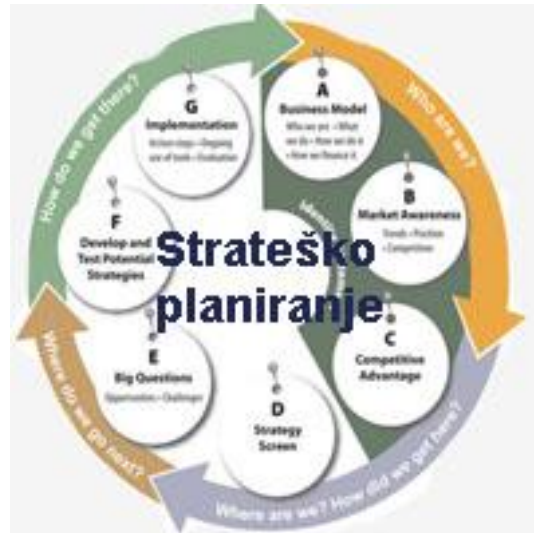 Who are we?
A
Business Model
Who we are • What
we do • How we do it
• How we finance it
B
Market Awareness
Trends • Position
• Competition
C
Competitive
Advantage
Where are we? How did we get here?
D
Strategy
Screen
Where do we go next?
E
Big Questions
Opportunities • Challenges
How do we get there?
F
Develop and
Test Potential
Strategies
G
Implementation
Action steps • Ongoing
use of tools • Evaluation
Strateško
planiranje